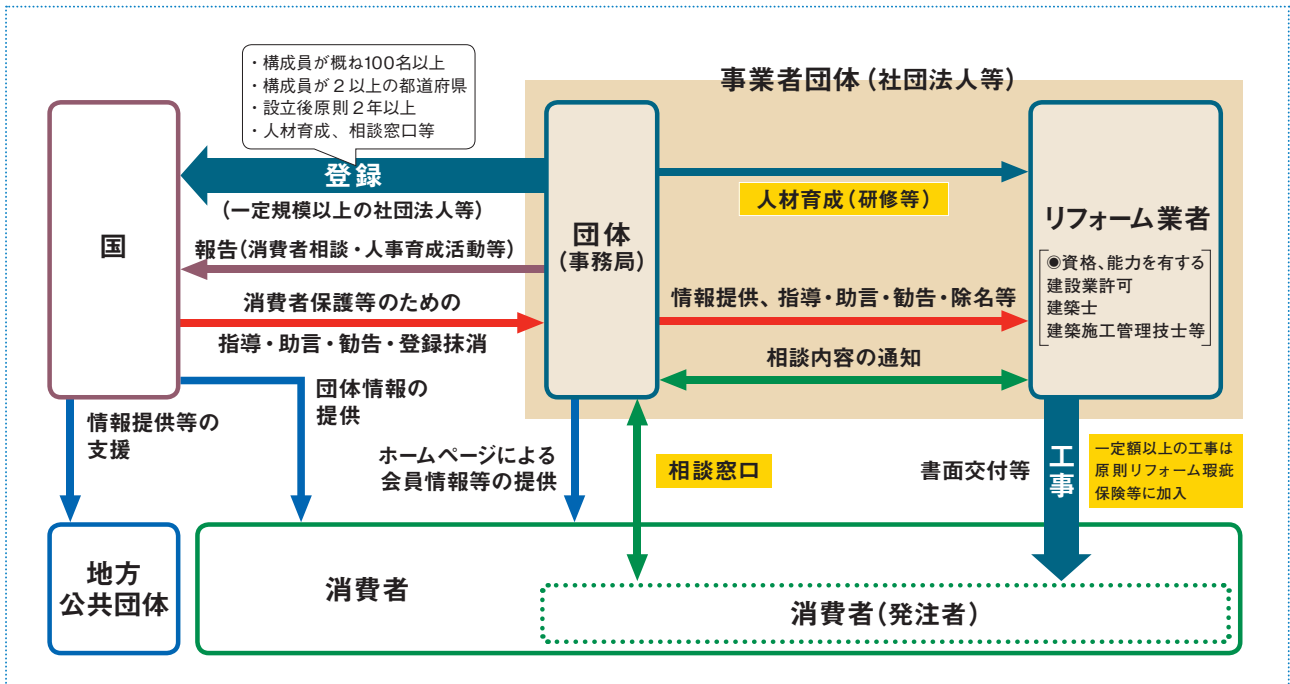 ・構成員が概ね100名以上
・構成員が２以上の都道府県
・設立後原則２年以上
・人材育成、相談窓口等
事業者団体（社団法人等）
登録
（一定規模以上の社団法人等）
国
報告（消費者相談・人事育成活動等）
消費者保護等のための
指導・助言・勧告・登録抹消
団体
（事務局）
人材育成（研修等）
リフォーム業者
◉資格、能力を有する
建設業許可
建築士
建築施工管理技士等
情報提供、指導・助言・勧告・除名等
相談内容の通知
情報提供等の
支援
団体情報の
提供
ホームページによる
会員情報等の提供
相談窓口
書面交付等
工事
一定額以上の工事は
原則リフォーム瑕疵
保険等に加入
地方
公共団体
消費者
消費者（発注者）